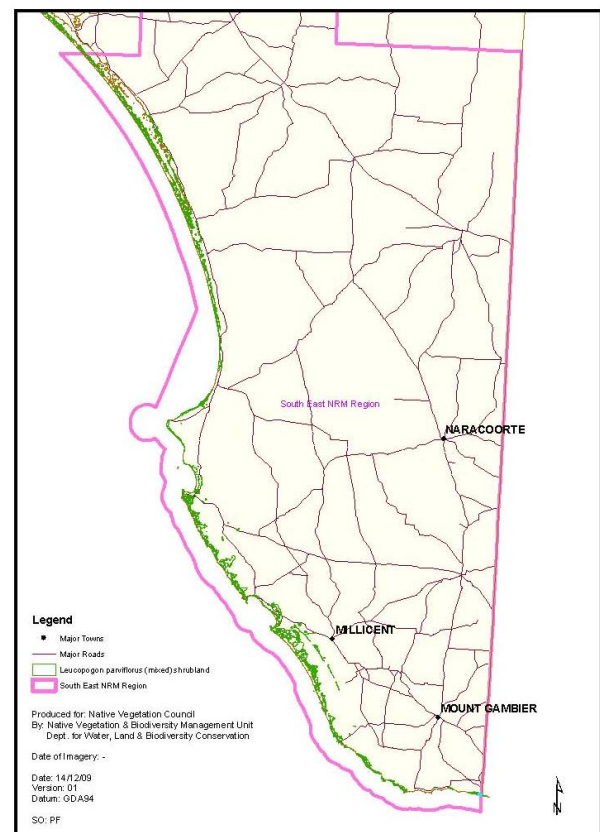 South East NRM Region
NARACOORTE
MILLICENT
MOUNT GAMBIER
Legend
Major Towns
Major Roads
Leucopogon parviflorus (mixed) shrubland
South East NRM Region
Produced for: Native Vegetation Council
By: Native Vegetation & Biodiversity Management Unit
Dept. for Water, Land & Biodiversity Conservation
Date of Imagery: -
Date: 14/12/09
Version: 01
Datum: GDA94
SO: PF
N